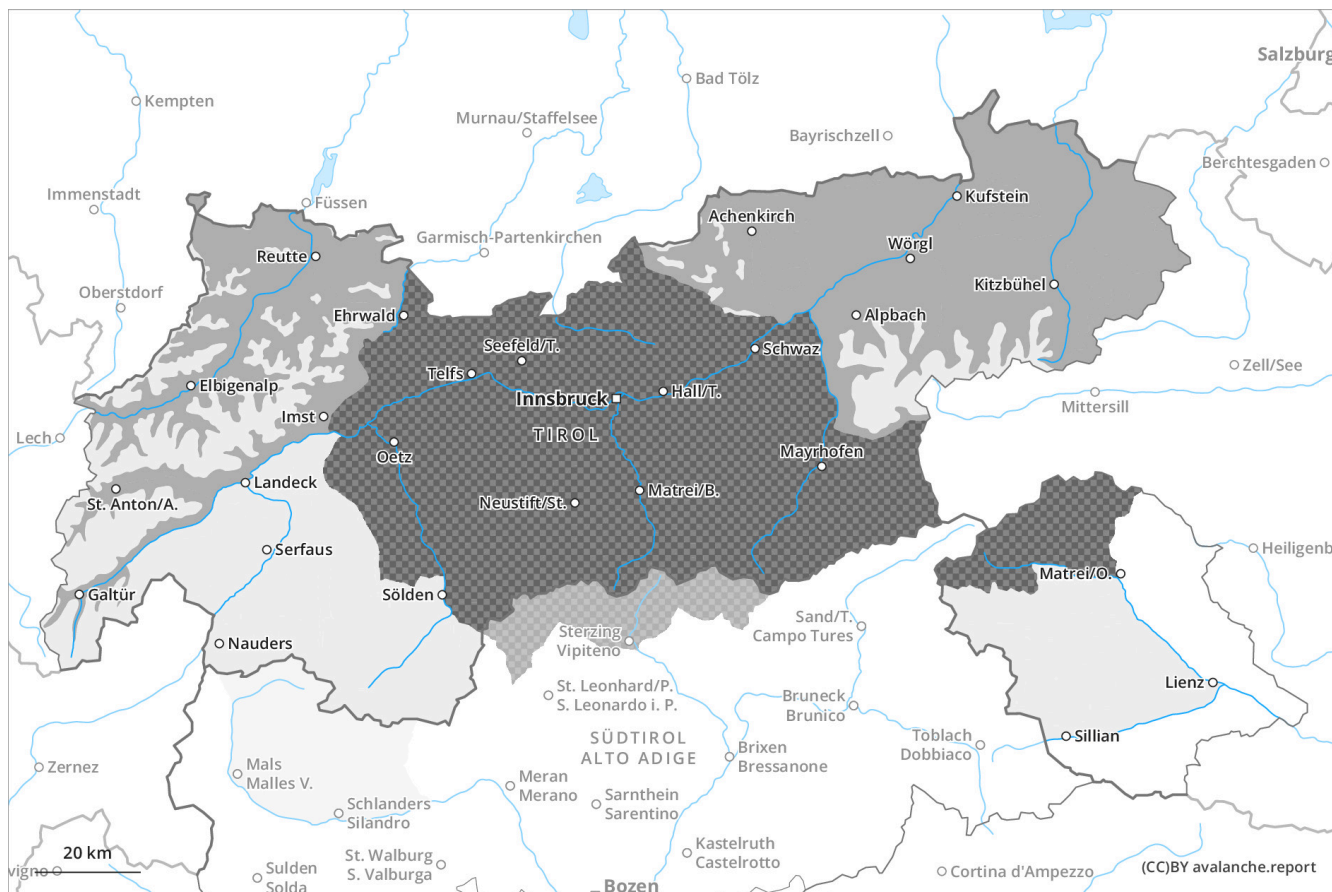 Salzburg
Bad Tölz
Kempten
Murnau/Staffelsee
Bayrischzell
Berchtesgaden
Immenstadt
Füssen
Kufstein
Achenkirch
Garmisch-Partenkirchen
Wörgl
Reutte
Kitzbühel
Oberstdorf
Ehrwald
Alpbach
Seefeld/T.
Schwaz
Zell/See
Telfs
Elbigenalp
Innsbruck
Hall/T.
Mittersill
Imst
Lech
TIROL
Oetz
Mayrhofen
Landeck
St. Anton/A.
Neustift/St.
Matrei/B.
Serfaus
Heiligenb
Matrei/O.
Galtür
Sölden
Sand/T.
Campo Tures
Sterzing
Vipiteno
Nauders
St. Leonhard/P.
S. Leonardo i. P.
Bruneck
Brunico
Lienz
SÜDTIROL
ALTO ADIGE
Toblach
Dobbiaco
Sillian
Brixen
Bressanone
Zernez
Mals
Malles V.
Meran
Merano
Schlanders
Silandro
Sarnthein
Sarentino
Kastelruth
Castelrotto
20 km
St. Walburg
S. Valburga
vigno
Sulden
Solda
Cortina d'Ampezzo
(CC)BY avalanche.report
Bozen